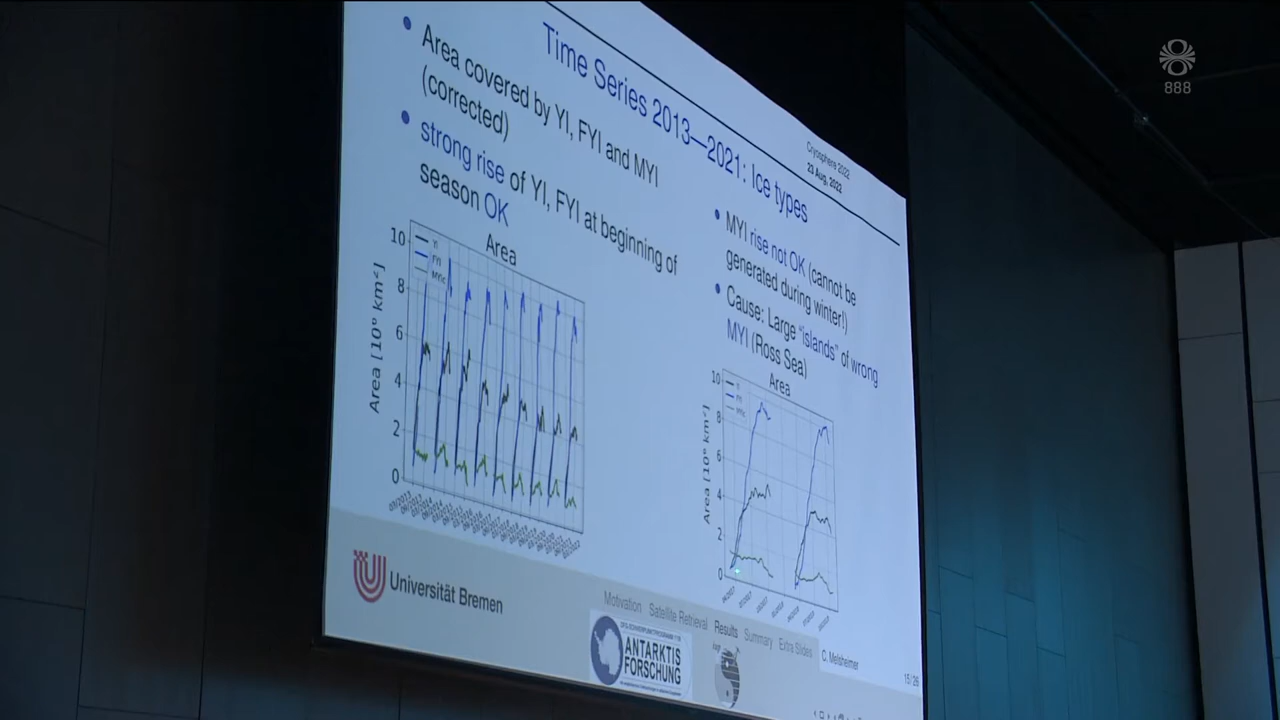 888
Cryosphere 2022
23 Aug, 2022
Time Series 2013—2021: Ice types
Area covered by YI, FYI and MYI
(corrected)
strong rise of YI, FYI at beginning of
season OK
Area
Area [10⁶ km²]
10
8
6
4
2
0
YI
FYI
MYIc
MYI rise not OK (cannot be
generated during winter!)
Cause: Large "islands" of wrong
MYI (Ross Sea)
Area
Area [10⁶ km²]
10
8
6
4
2
0
Universität Bremen
Motivation Satellite Retrieval Results Summary Extra Slides
ANTARKTIS
FORSCHUNG
C. Melsheimer
15/26